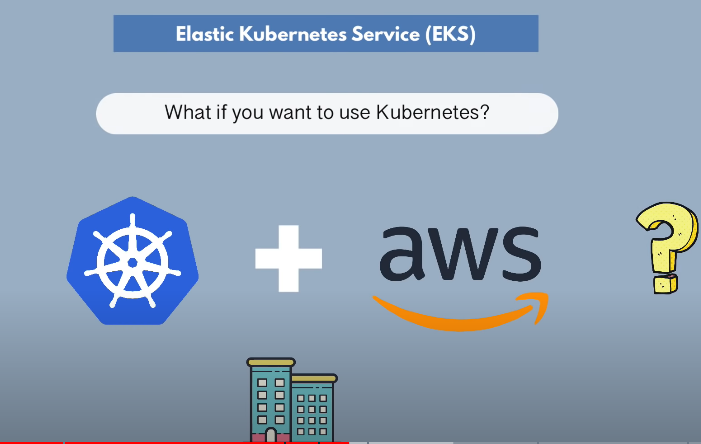 Elastic Kubernetes Service (EKS)
What if you want to use Kubernetes?
aws
?